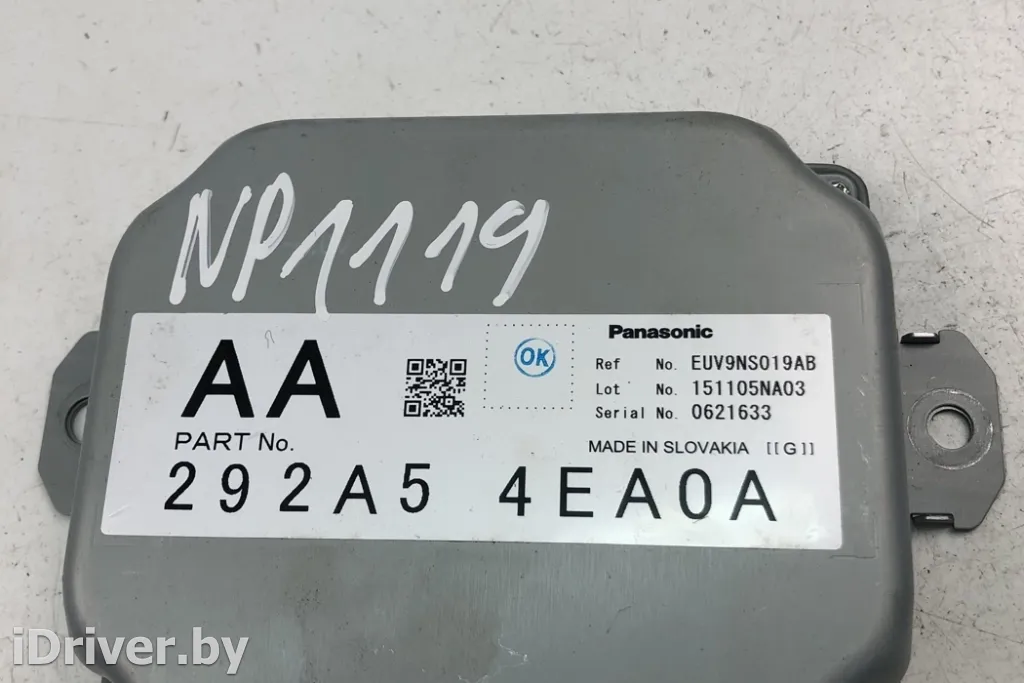 NP1119
AA
OK
Panasonic
Ref No. EUV9NS019AB
Lot No. 151105NA03
Serial No. 0621633
PART No.
MADE IN SLOVAKIA [[G]]
292A5 4EA0A
iDriver.by